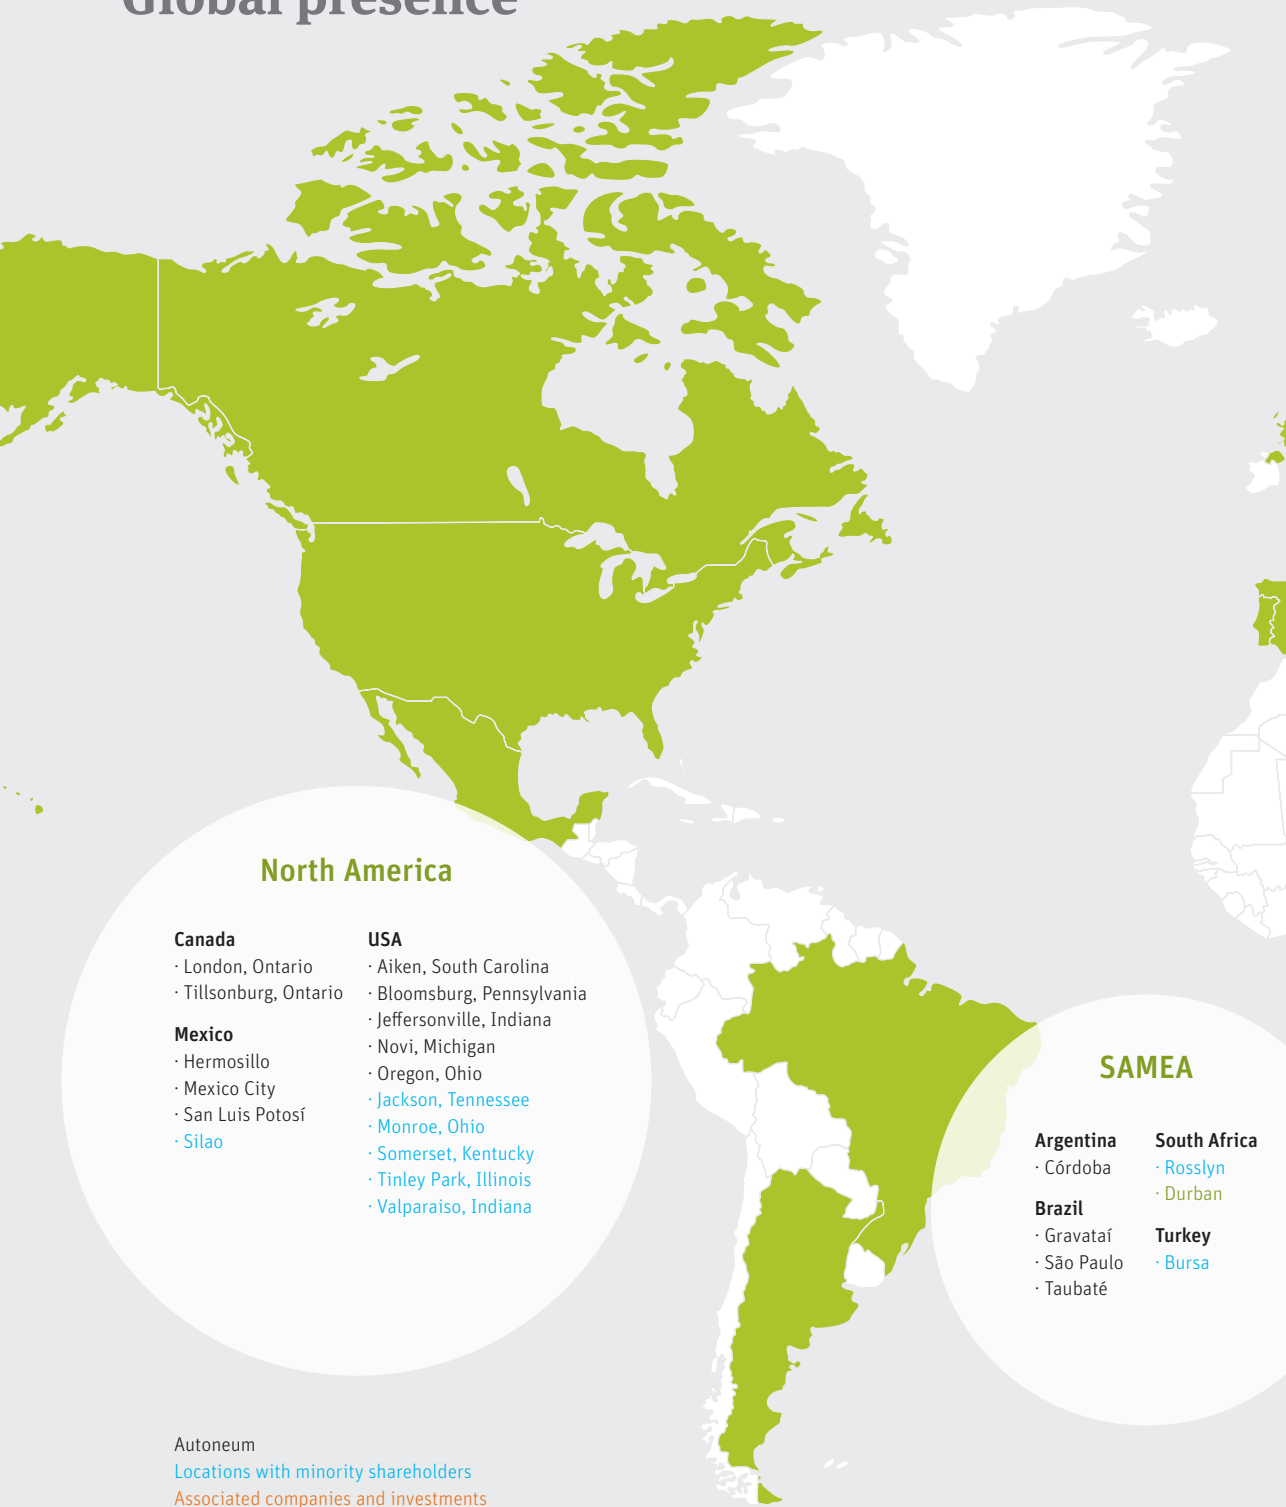 Global presence
North America
Canada
· London, Ontario
· Tillsonburg, Ontario
Mexico
· Hermosillo
· Mexico City
· San Luis Potosí
· Silao
USA
· Aiken, South Carolina
· Bloomsburg, Pennsylvania
· Jeffersonville, Indiana
· Novi, Michigan
· Oregon, Ohio
· Jackson, Tennessee
· Monroe, Ohio
· Somerset, Kentucky
· Tinley Park, Illinois
· Valparaiso, Indiana
SAMEA
Argentina
· Córdoba
Brazil
· Gravataí
· São Paulo
· Taubaté
South Africa
· Rosslyn
· Durban
Turkey
· Bursa
Autoneum
Locations with minority shareholders
Associated companies and investments